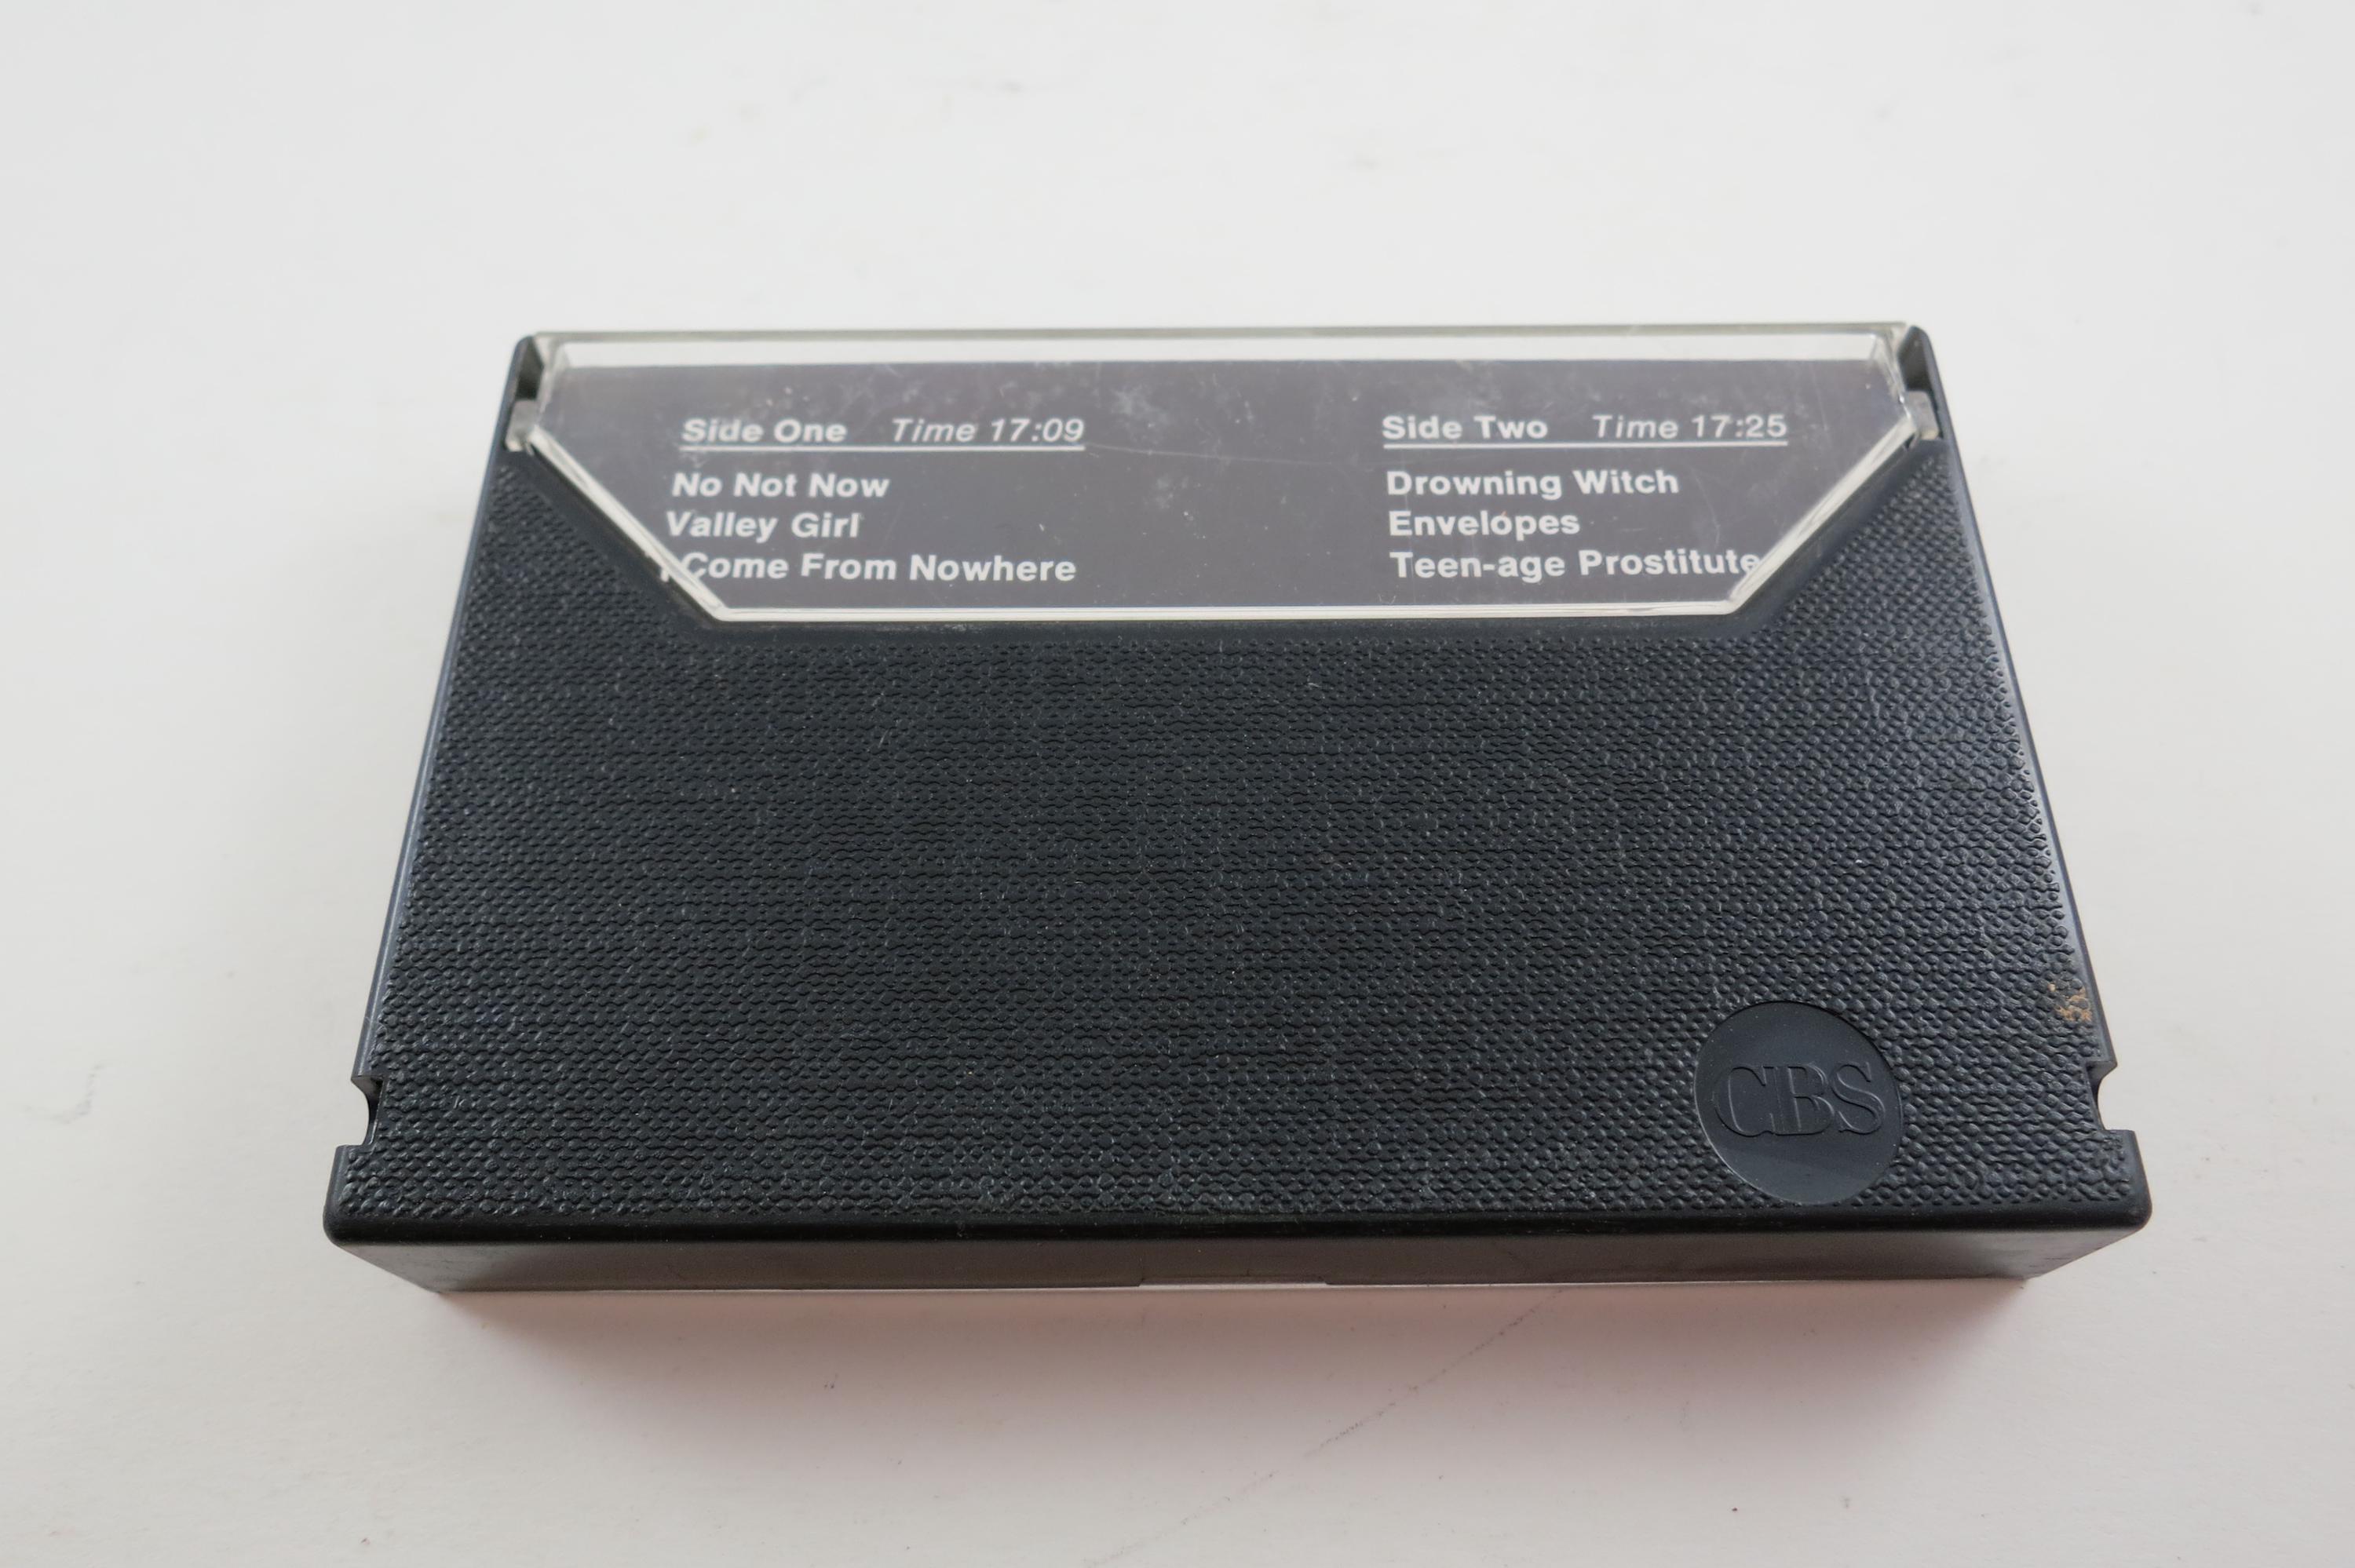 Side One Time 17:09
No Not Now
Valley Girl
I Come From Nowhere
Side Two Time 17:25
Drowning Witch
Envelopes
Teen-age Prostitute
CBS